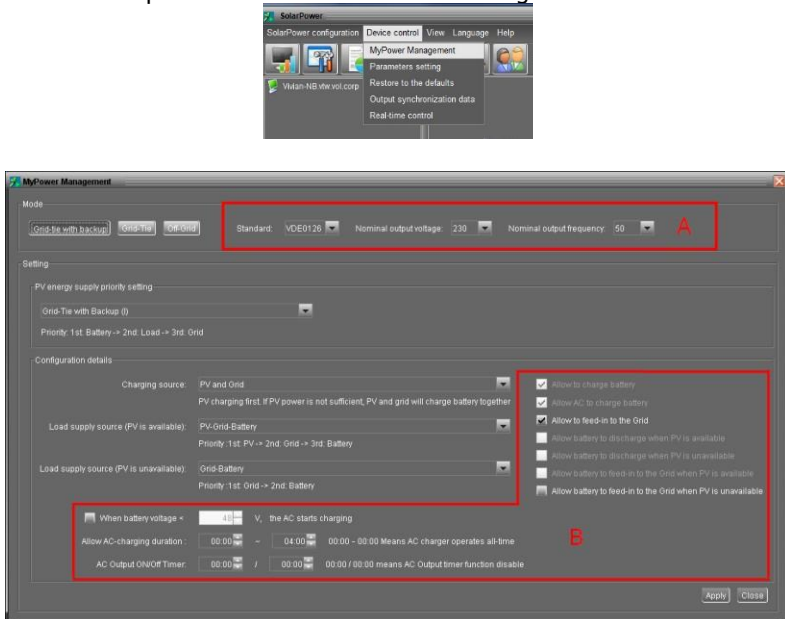 SolarPower
SolarPower configuration Device control View Language Help
MyPower Management
Parameters setting
Restore to the defaults
Vivian-NB.vtw.vol.corp
Output synchronization data
Real-time control
MyPower Management
Mode
Grid-tie with backup Grid-Tie Off-Grid Standard: VDE0126 Nominal output voltage: 230 Nominal output frequency: 50 A
Setting
PV energy supply priority setting
Grid-Tie with Backup (I)
Priority: 1st: Battery -> 2nd: Load -> 3rd: Grid
Configuration details
Charging source: PV and Grid Allow to charge battery
PV charging first. If PV power is not sufficient, PV and grid will charge battery together Allow AC to charge battery
Load supply source (PV is available): PV-Grid-Battery Allow to feed-in to the Grid
Priority :1st: PV -> 2nd: Grid -> 3rd: Battery Allow battery to discharge when PV is available
Allow battery to discharge when PV is unavailable
Load supply source (PV is unavailable): Grid-Battery Allow battery to feed-in to the Grid when PV is available
Priority :1st: Grid -> 2nd: Battery Allow battery to feed-in to the Grid when PV is unavailable
When battery voltage < 48 V, the AC starts charging
Allow AC-charging duration : 00:00 ~ 04:00 00:00 - 00:00 Means AC charger operates all-time B
AC Output ON/Off Timer: 00:00 / 00:00 00:00 / 00:00 means AC Output timer function disable
Apply Close